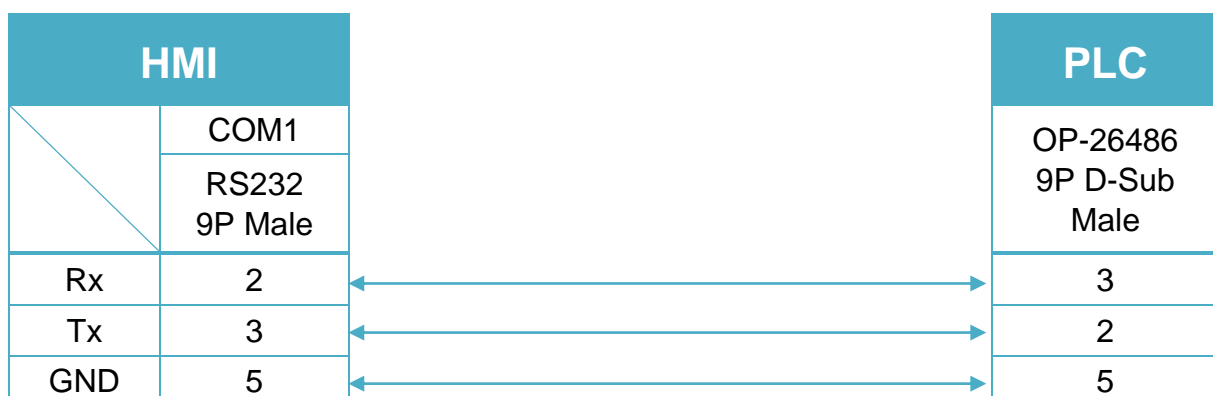 HMI PLC
COM1
RS232
9P Male
OP-26486
9P D-Sub
Male
Rx 2 3
Tx 3 2
GND 5 5